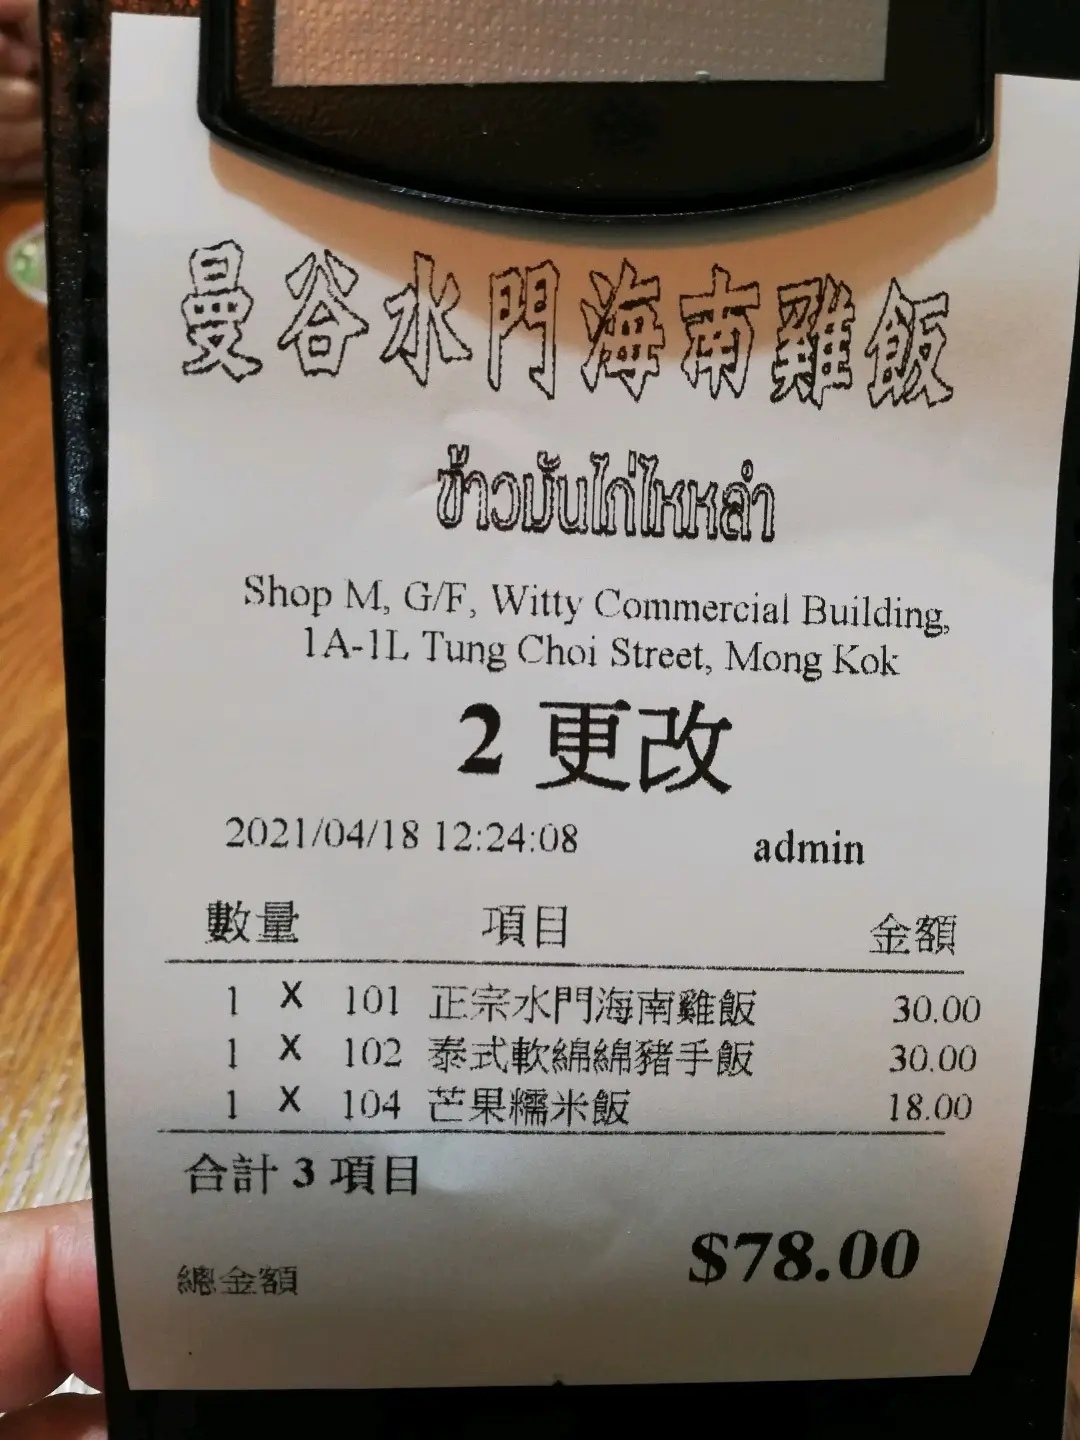 曼谷水門海南雞飯
ข้าวมันไก่ไหหลำ
Shop M, G/F, Witty Commercial Building,
1A-1L Tung Choi Street, Mong Kok
2 更改
2021/04/18 12:24:08 admin
數量 項目 金額
1 X 101 正宗水門海南雞飯 30.00
1 X 102 泰式軟綿綿豬手飯 30.00
1 X 104 芒果糯米飯 18.00
合計 3 項目
總金額 $78.00